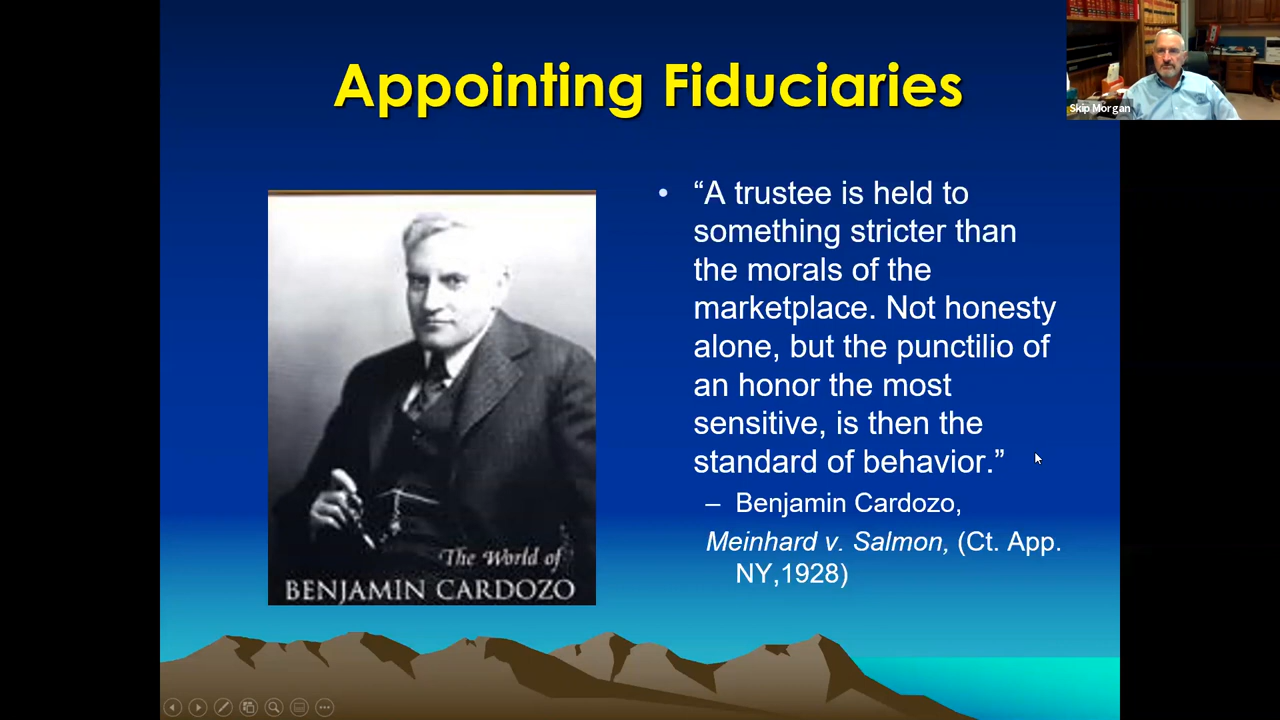 Appointing Fiduciaries
Skip Morgan
• “A trustee is held to
something stricter than
the morals of the
marketplace. Not honesty
alone, but the punctilio of
an honor the most
sensitive, is then the
standard of behavior.”
– Benjamin Cardozo,
Meinhard v. Salmon, (Ct. App.
NY,1928)
The World of
BENJAMIN CARDOZO